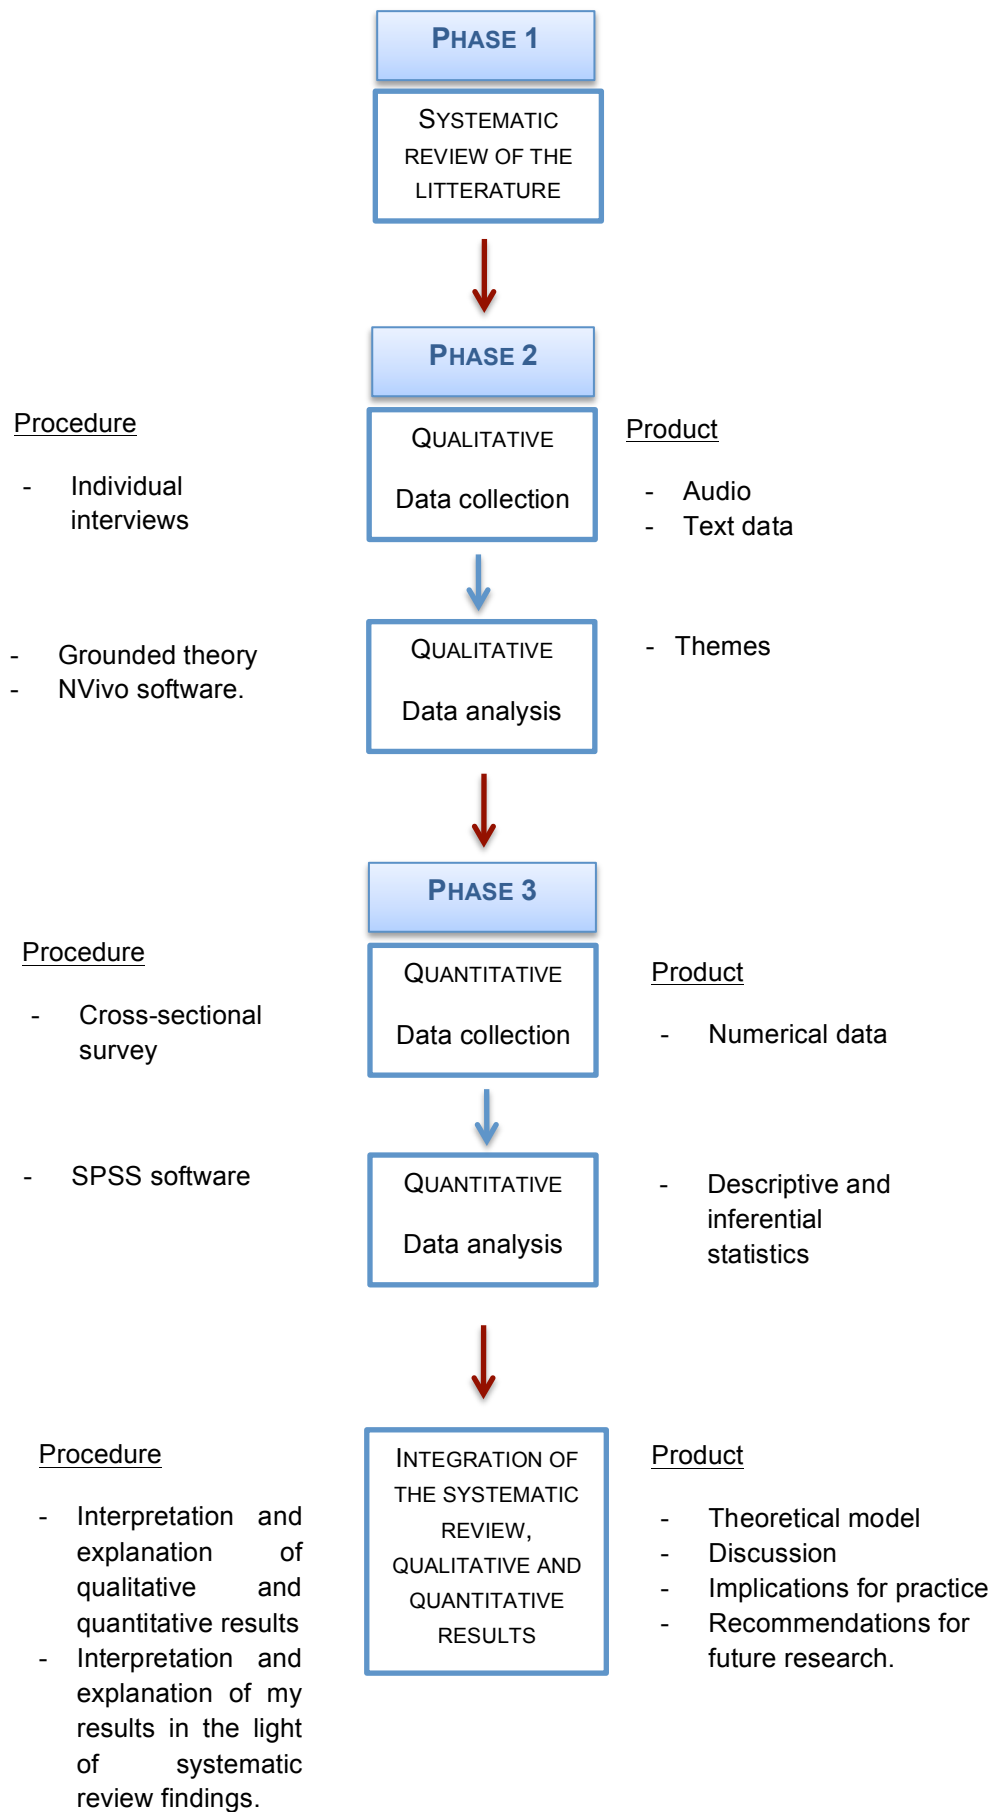 PHASE 1
SYSTEMATIC
REVIEW OF THE
LITTERATURE
PHASE 2
Procedure
- Individual
interviews
QUALITATIVE
Data collection
Product
- Audio
- Text data
- Grounded theory
- NVivo software.
QUALITATIVE
Data analysis
- Themes
PHASE 3
Procedure
- Cross-sectional
survey
QUANTITATIVE
Data collection
Product
- Numerical data
- SPSS software
QUANTITATIVE
Data analysis
- Descriptive and
inferential
statistics
Procedure
- Interpretation and
explanation of
qualitative and
quantitative results
- Interpretation and
explanation of my
results in the light
of systematic
review findings.
INTEGRATION OF
THE SYSTEMATIC
REVIEW,
QUALITATIVE AND
QUANTITATIVE
RESULTS
Product
- Theoretical model
- Discussion
- Implications for practice
- Recommendations for
future research.